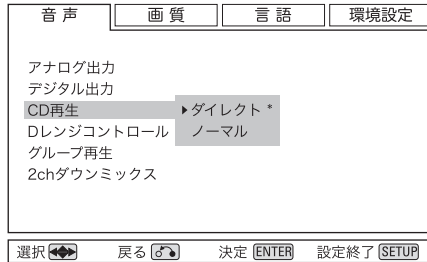 音声 画質 言語 環境設定
アナログ出力
デジタル出力
CD再生 ▶ダイレクト *
Dレンジコントロール ノーマル
グループ再生
2chダウンミックス
選択 戻る 決定 ENTER 設定終了 SETUP